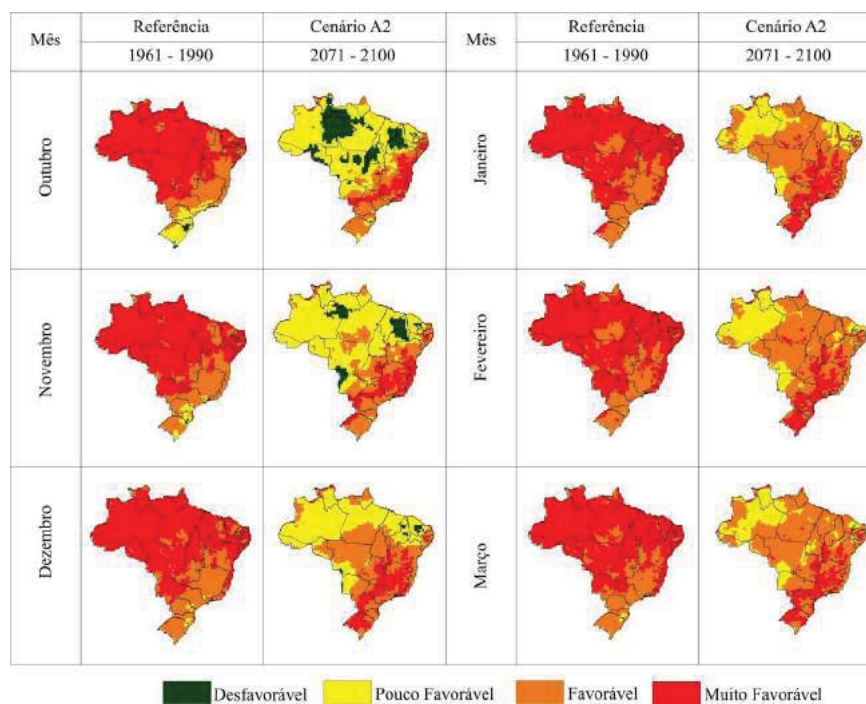 Mês Referência Cenário A2 Mês Referência Cenário A2
1961 - 1990 2071 - 2100 1961 - 1990 2071 - 2100
Outubro Janeiro
Novembro Fevereiro
Dezembro Março
Desfavorável Pouco Favorável Favorável Muito Favorável